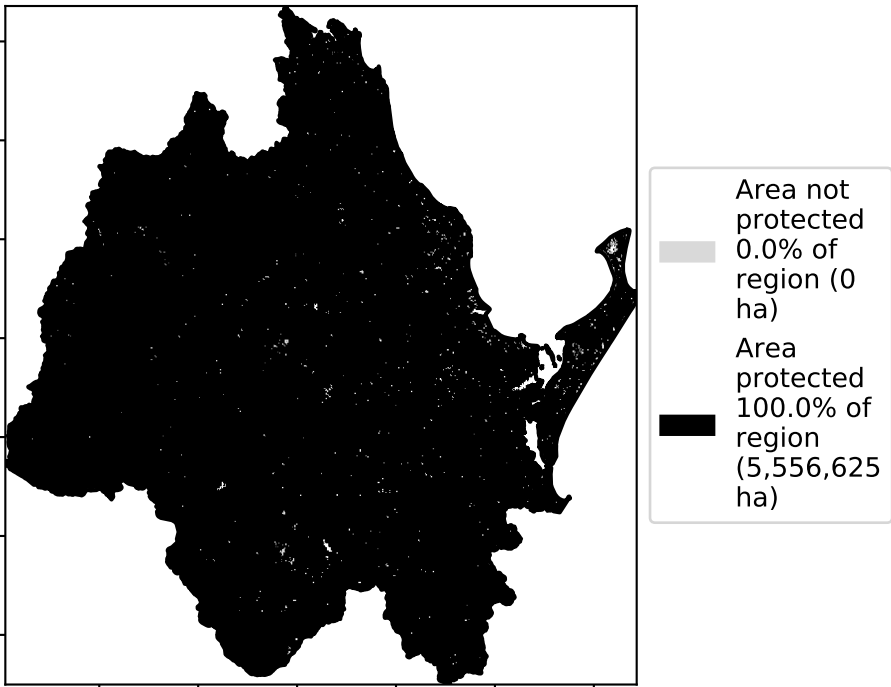 Area not
protected
0.0% of
region (0
ha)
Area
protected
100.0% of
region
(5,556,625
ha)